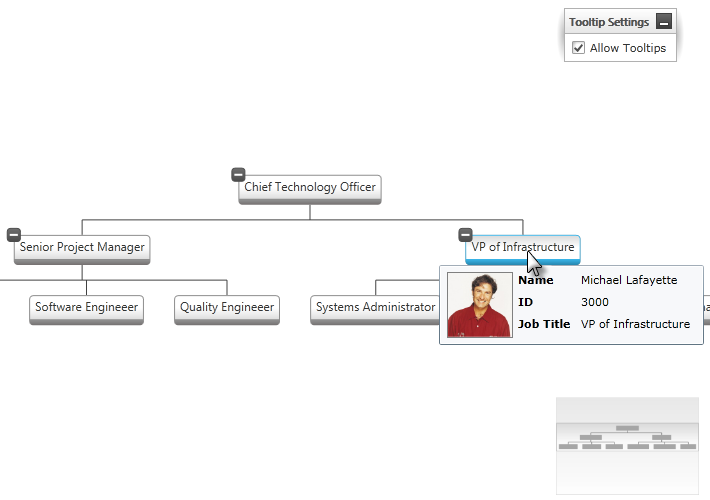 Tooltip Settings
Allow Tooltips
Chief Technology Officer
Senior Project Manager
VP of Infrastructure
Software Engineeer
Quality Engineeer
Systems Administrator
Name Michael Lafayette
ID 3000
Job Title VP of Infrastructure